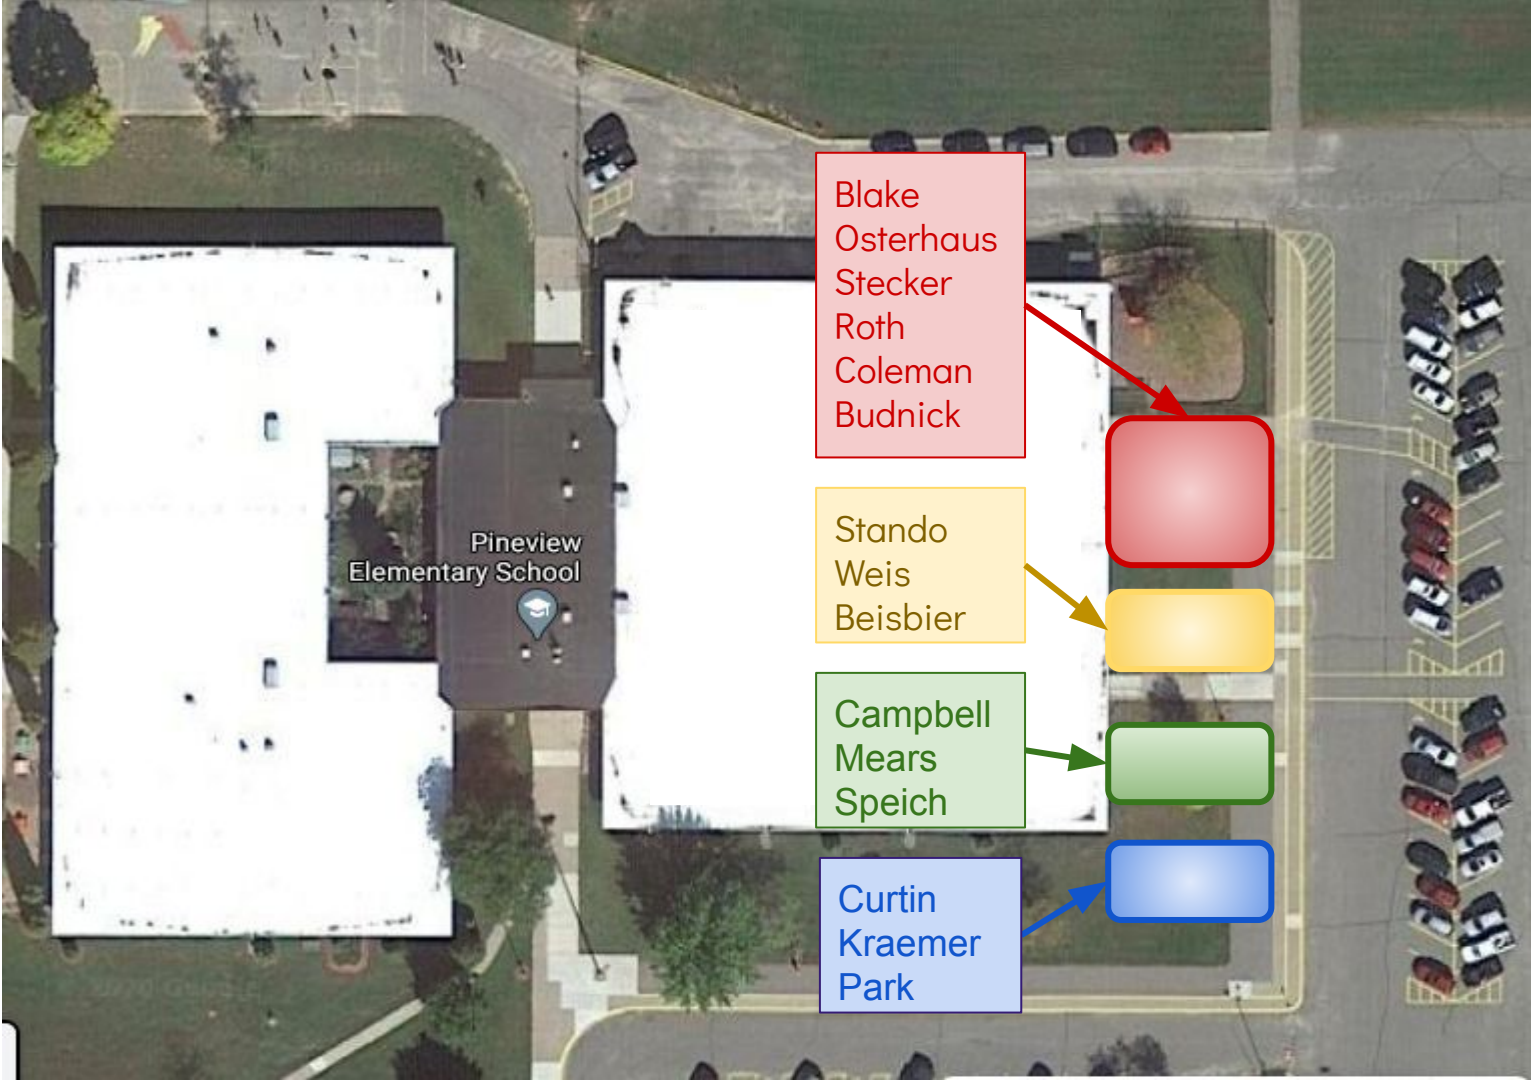 Blake
Osterhaus
Stecker
Roth
Coleman
Budnick
Stando
Weis
Beisbier
Pineview
Elementary School
Campbell
Mears
Speich
Curtin
Kraemer
Park